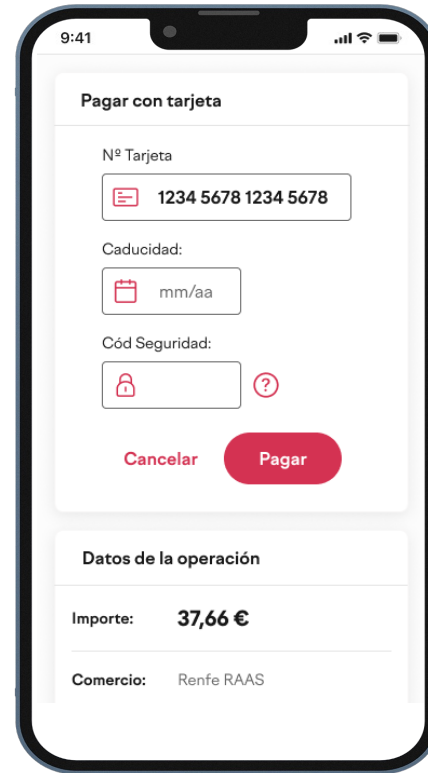 9:41
Pagar con tarjeta
Nº Tarjeta
1234 5678 1234 5678
Caducidad:
mm/aa
Cód Seguridad:
?
Cancelar Pagar
Datos de la operación
Importe: 37,66 €
Comercio: Renfe RAAS